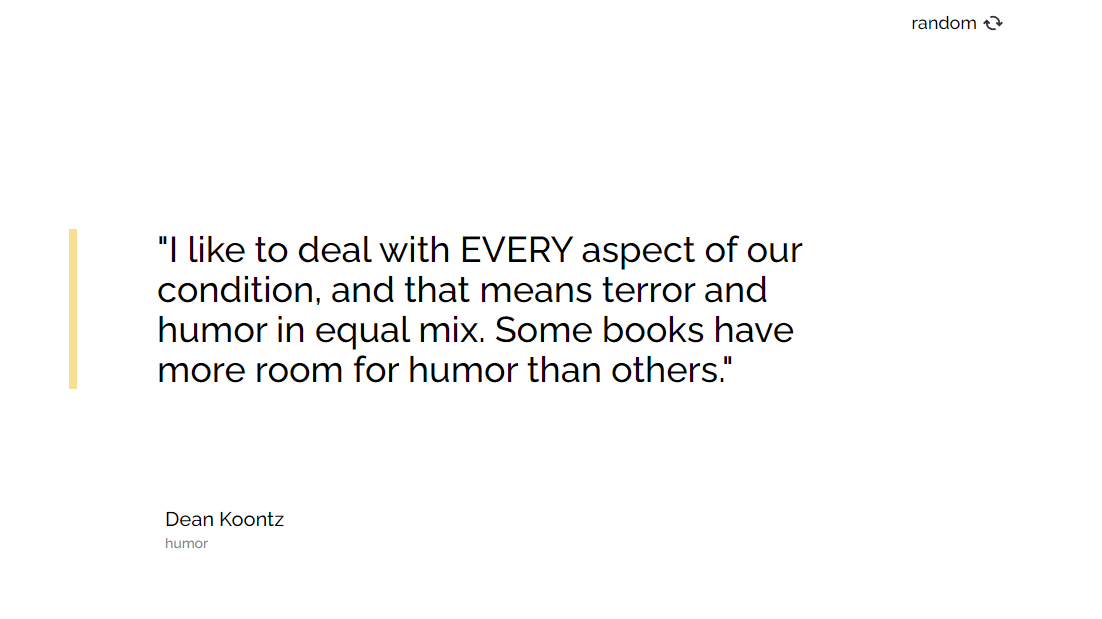 random
"I like to deal with EVERY aspect of our
condition, and that means terror and
humor in equal mix. Some books have
more room for humor than others."
Dean Koontz
humor